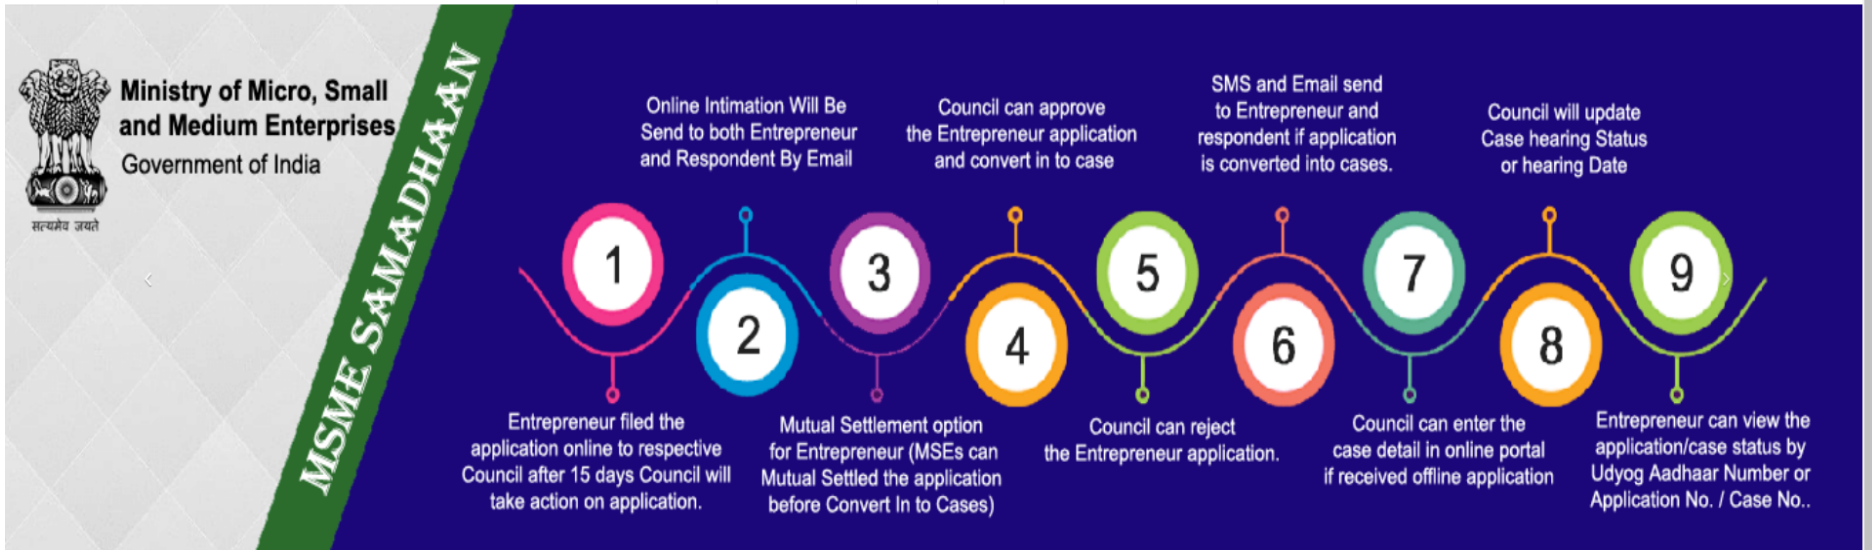 सत्यमेव जयते
Ministry of Micro, Small
and Medium Enterprises
Government of India
MSME SAMADHAAN
1
Entrepreneur filed the
application online to respective
Council after 15 days Council will
take action on application.
Online Intimation Will Be
Send to both Entrepreneur
and Respondent By Email
2
3
Mutual Settlement option
for Entrepreneur (MSEs can
Mutual Settled the application
before Convert In to Cases)
Council can approve
the Entrepreneur application
and convert in to case
4
5
Council can reject
the Entrepreneur application.
SMS and Email send
to Entrepreneur and
respondent if application
is converted into cases.
6
7
Council can enter the
case detail in online portal
if received offline application
Council will update
Case hearing Status
or hearing Date
8
9
Entrepreneur can view the
application/case status by
Udyog Aadhaar Number or
Application No. / Case No..